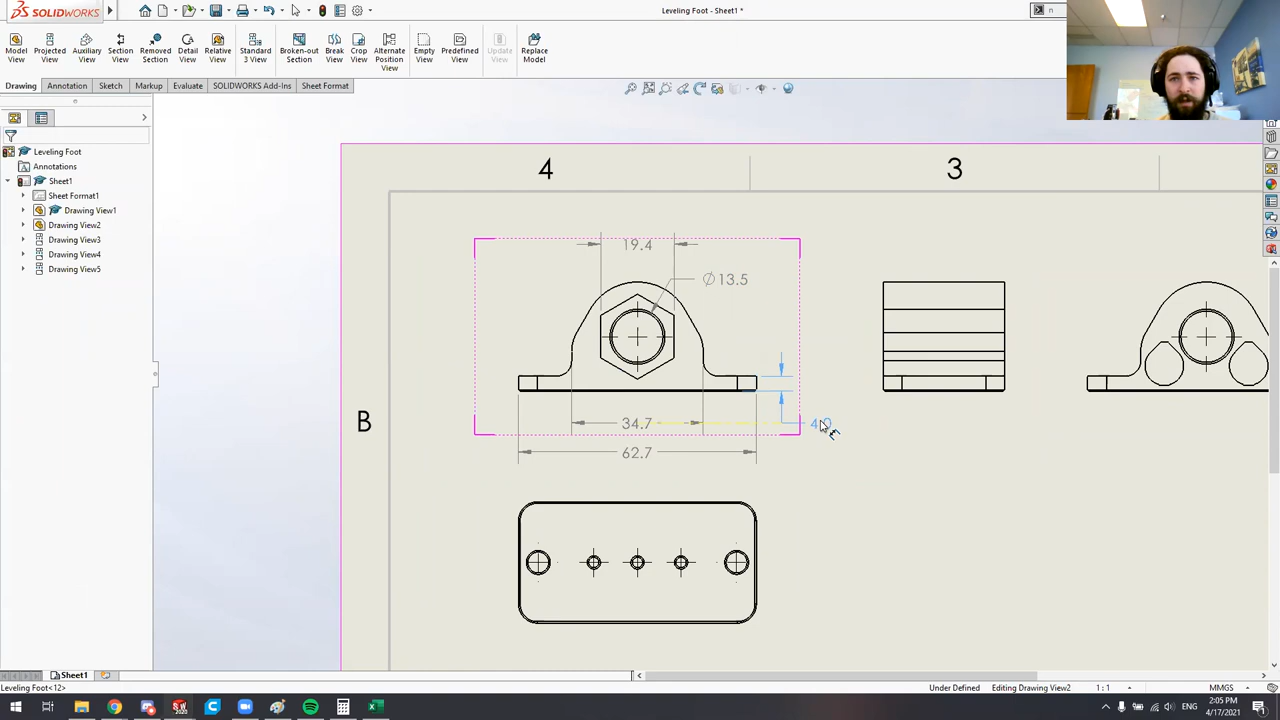 SOLIDWORKS
Leveling Foot - Sheet1 *
Model View
Projected View
Auxiliary View
Section View
Removed Section
Detail View
Relative View
Standard 3 View
Broken-out Section
Break View
Crop View
Alternate Position View
Empty View
Predefined View
Update View
Replace Model
Drawing
Annotation
Sketch
Markup
Evaluate
SOLIDWORKS Add-Ins
Sheet Format
Leveling Foot
Annotations
Sheet1
Sheet Format1
Drawing View1
Drawing View2
Drawing View3
Drawing View4
Drawing View5
4
3
B
19.4
∅13.5
34.7
62.7
Sheet1
Leveling Foot<12>
Under Defined
Editing Drawing View2
1 : 1
MMGS
2:05 PM
4/17/2021